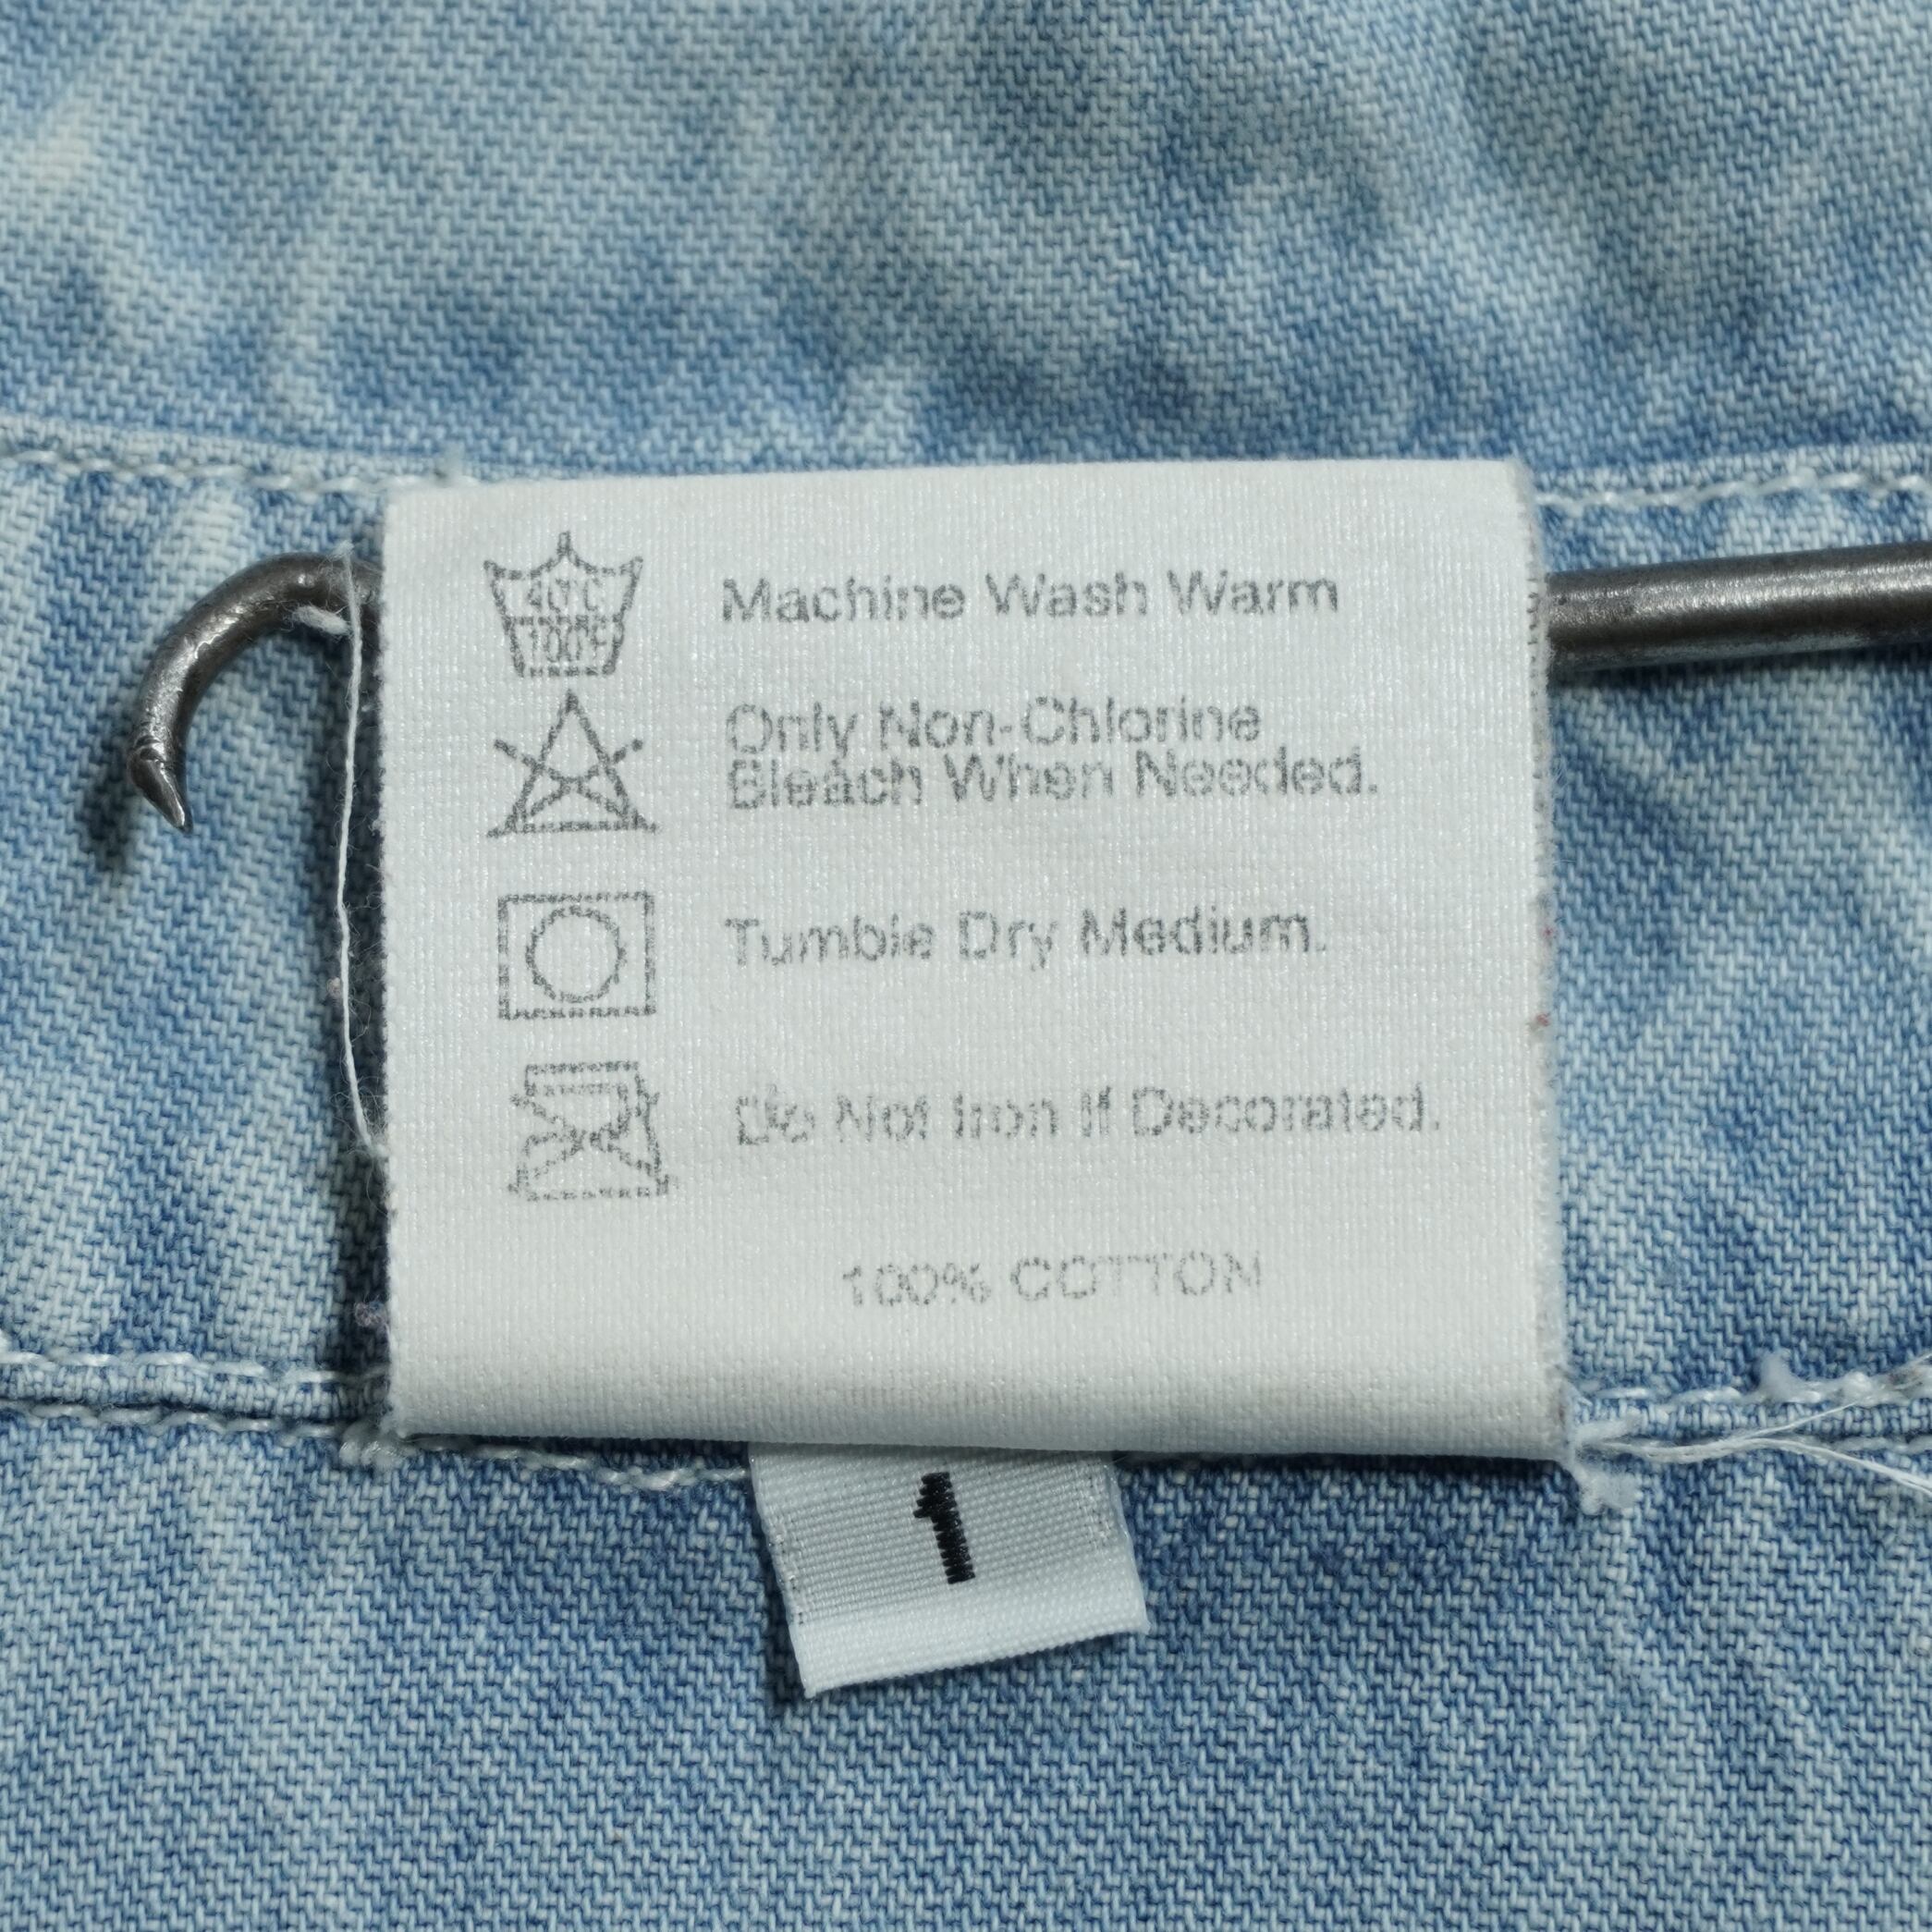 40°C
100°F
Machine Wash Warm
Only Non-Chlorine
Bleach When Needed.
Tumble Dry Medium.
Do Not Iron If Decorated.
100% COTTON
1